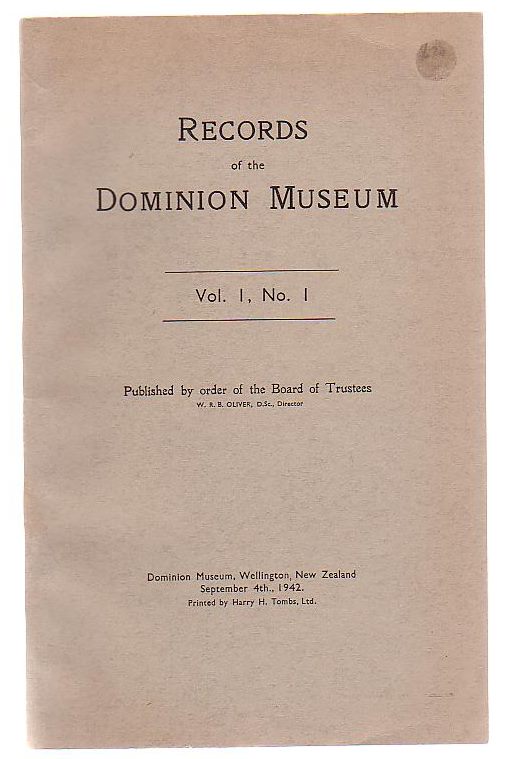 RECORDS
of the
DOMINION MUSEUM
Vol. 1, No. 1
Published by order of the Board of Trustees
W. R. B. OLIVER, D.Sc., Director
Dominion Museum, Wellington, New Zealand
September 4th., 1942.
Printed by Harry H. Tombs, Ltd.